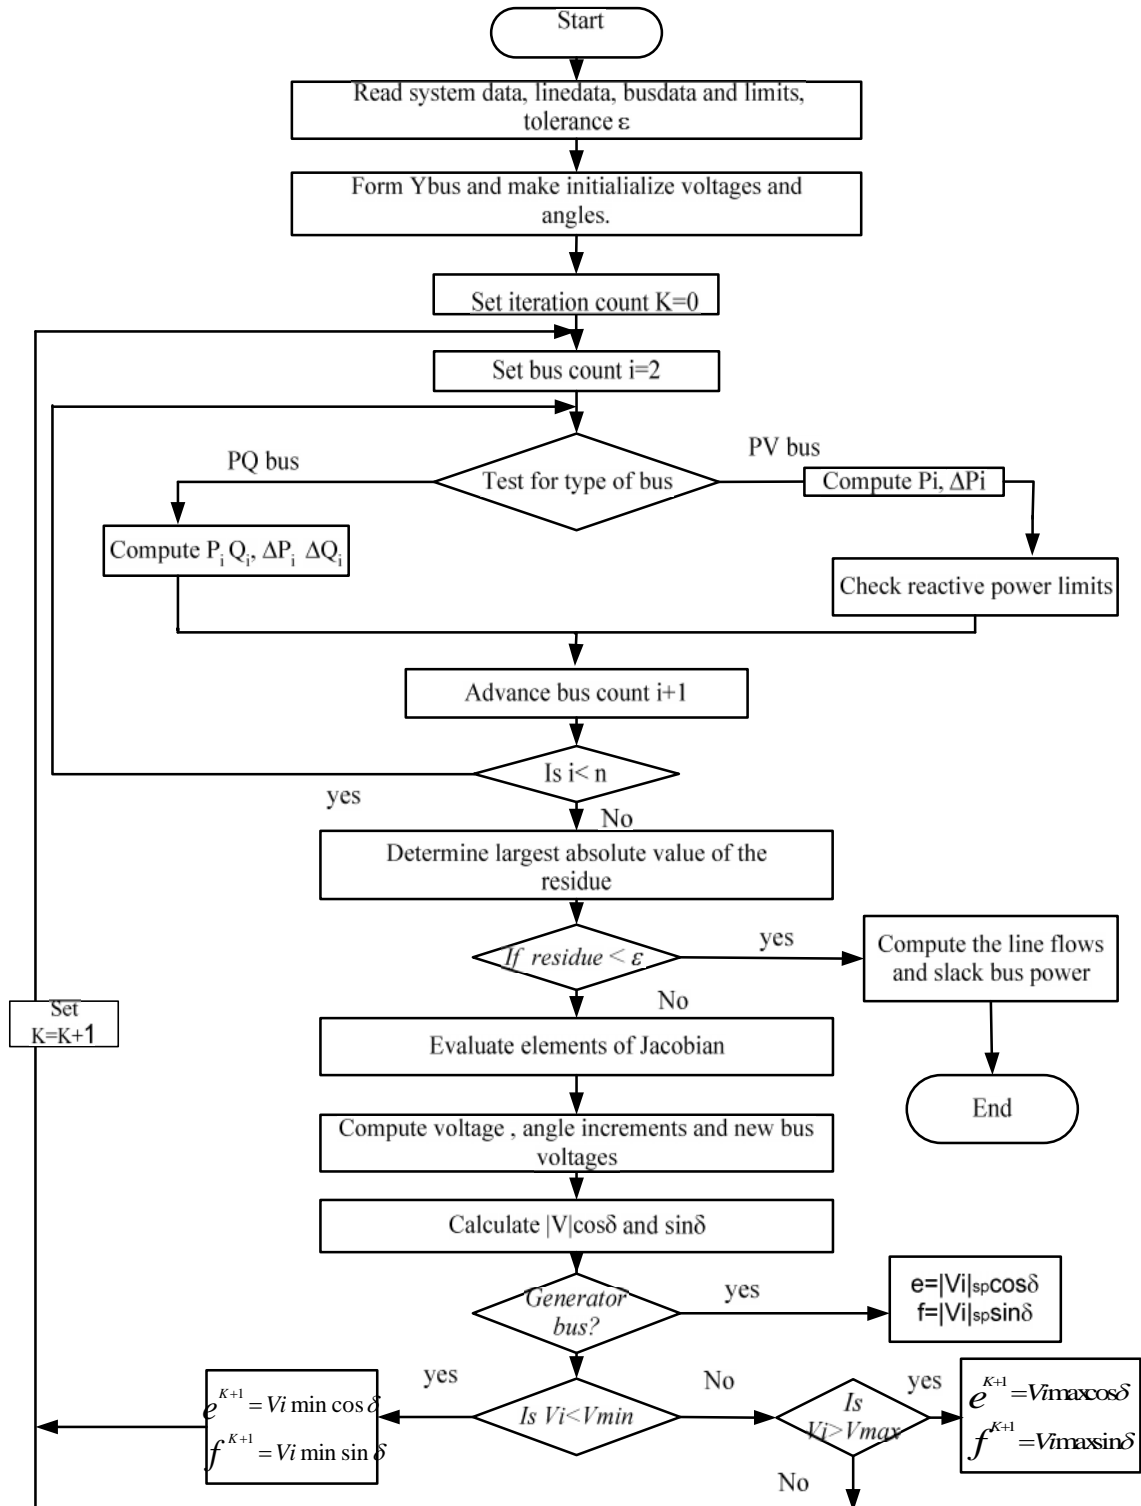 Start
Read system data, linedata, busdata and limits,
tolerance ε
Form Ybus and make initialialize voltages and
angles.
Set iteration count K=0
Set bus count i=2
PQ bus
Test for type of bus
PV bus
Compute Pi, ΔPi
Compute Pi Qi, ΔPi ΔQi
Check reactive power limits
Advance bus count i+1
Is i< n
yes
No
Determine largest absolute value of the
residue
If residue < ε
yes
Compute the line flows
and slack bus power
No
Set
K=K+1
Evaluate elements of Jacobian
End
Compute voltage , angle increments and new bus
voltages
Calculate |V|cosδ and sinδ
Generator
bus?
yes
e=|Vi|spcosδ
f=|Vi|spsinδ
Is Vi<Vmin
yes
e^K+1 = Vi min cos δ
f^K+1 = Vi min sin δ
No
Is
Vi>Vmax
yes
e^K+1 = Vimaxcosδ
f^K+1 = Vimaxsinδ
No